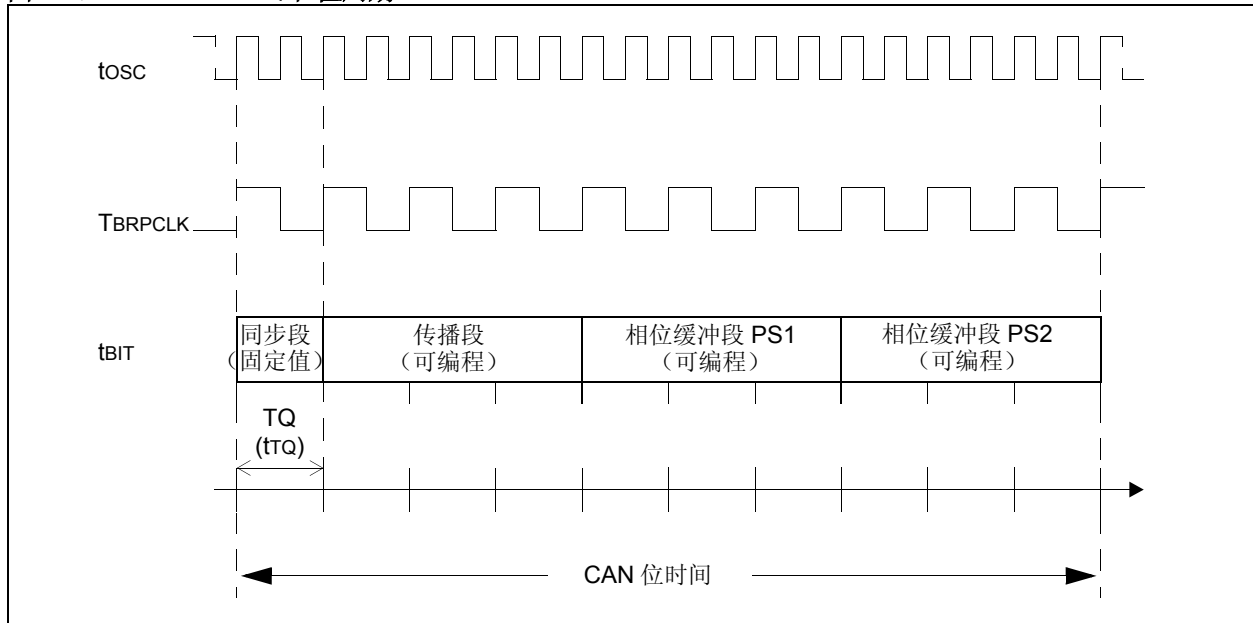 tOSC
TBRPCLK
tBIT
同步段
（固定值）
传播段
（可编程）
相位缓冲段 PS1
（可编程）
相位缓冲段 PS2
（可编程）
TQ
(tTQ)
CAN 位时间